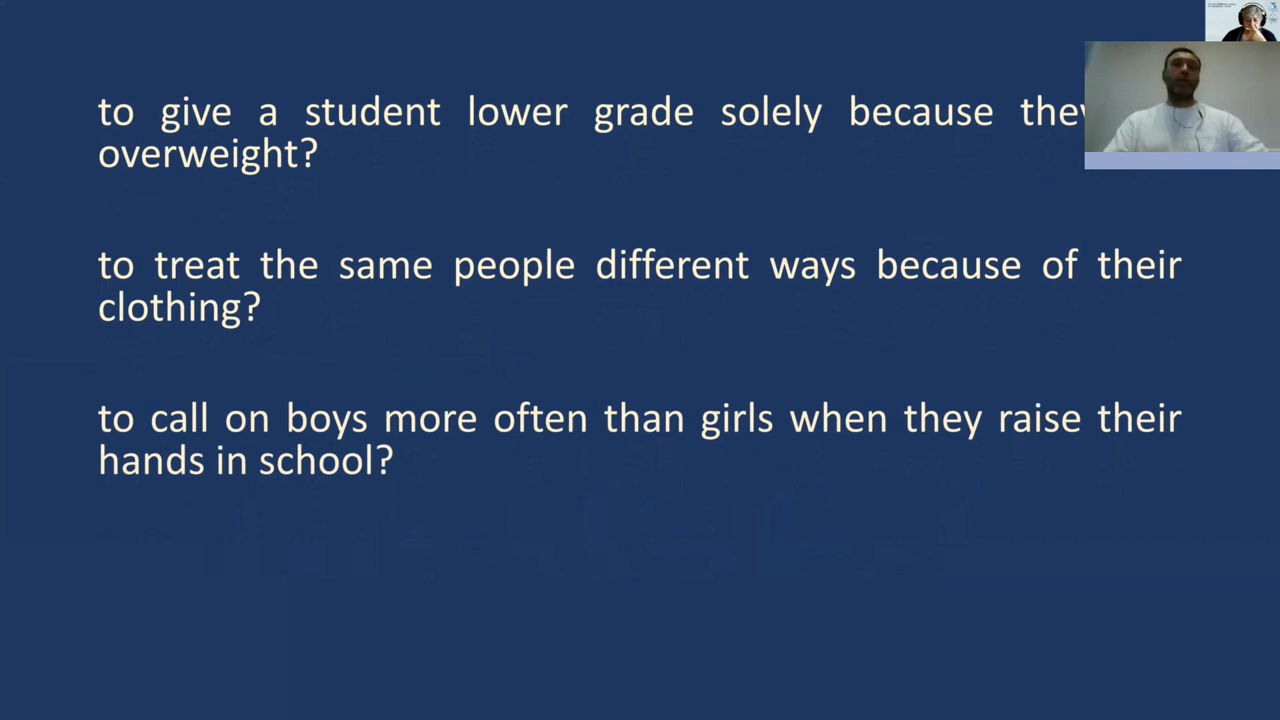 to give a student lower grade solely because they
overweight?
to treat the same people different ways because of their
clothing?
to call on boys more often than girls when they raise their
hands in school?